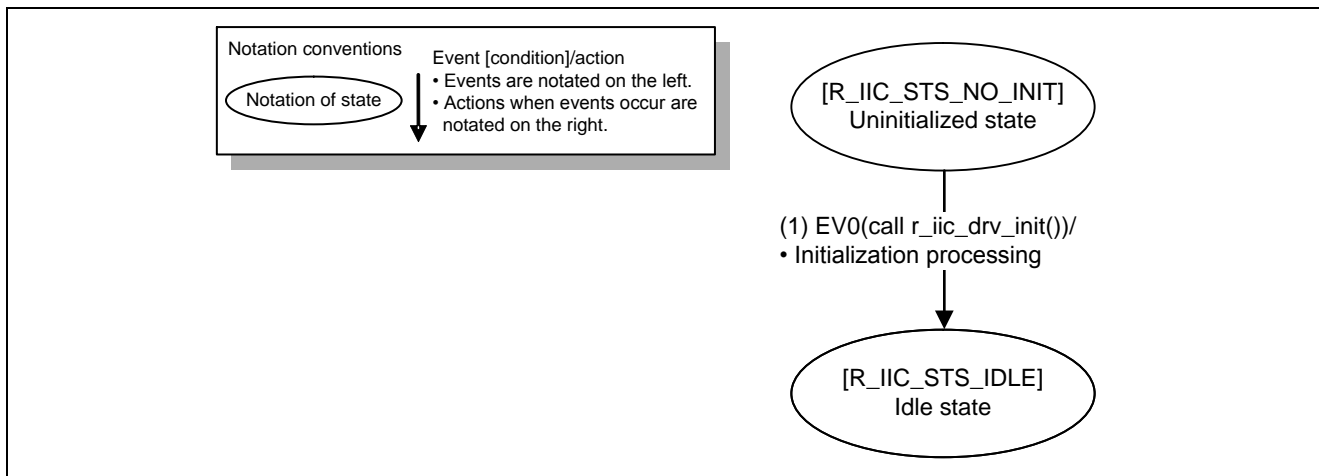 Notation conventions
Notation of state
Event [condition]/action
• Events are notated on the left.
• Actions when events occur are
notated on the right.
[R_IIC_STS_NO_INIT]
Uninitialized state
(1) EV0(call r_iic_drv_init())/
• Initialization processing
[R_IIC_STS_IDLE]
Idle state